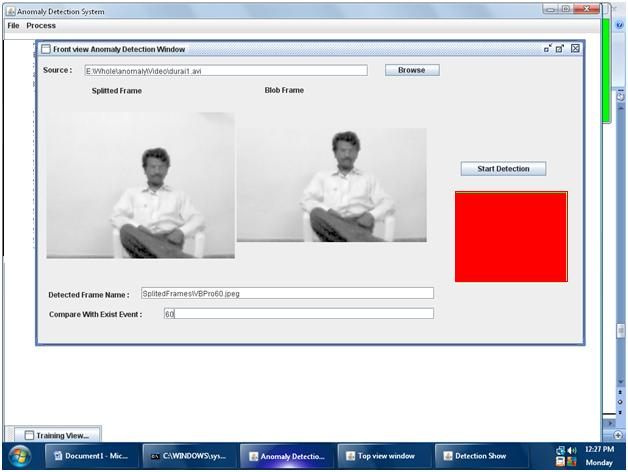 Anomaly Detection System
File Process
Front view Anomaly Detection Window
Source : E:\Whole\anomaly\Video\durai1.avi Browse
Splitted Frame Blob Frame
Start Detection
Detected Frame Name : SplitedFrames\VBPro60.jpeg
Compare With Exist Event : 60
Training View...
Document1 - Mic... C:\WINDOWS\sys... Anomaly Detectio... Top view window Detection Show 12:27 PM
Monday